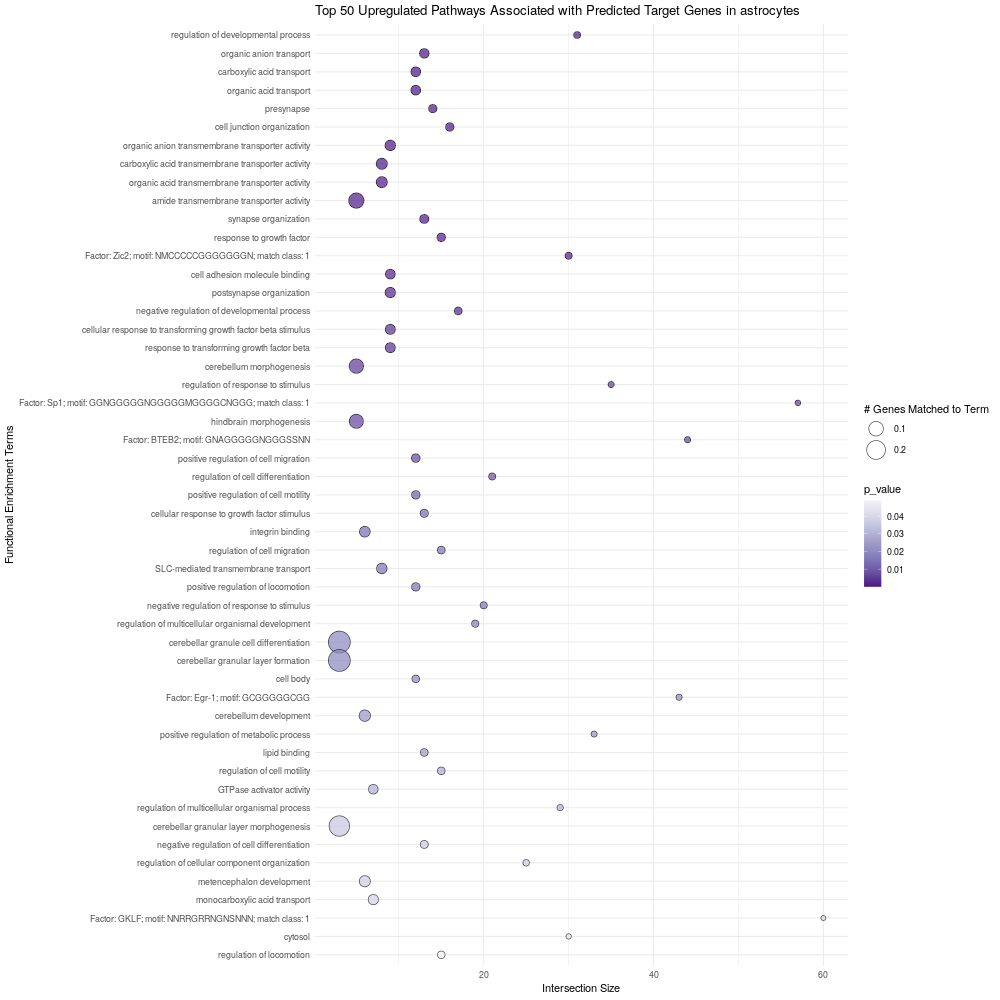 Top 50 Upregulated Pathways Associated with Predicted Target Genes in astrocytes
regulation of developmental process
organic anion transport
carboxylic acid transport
organic acid transport
presynapse
cell junction organization
organic anion transmembrane transporter activity
carboxylic acid transmembrane transporter activity
organic acid transmembrane transporter activity
amide transmembrane transporter activity
synapse organization
response to growth factor
Factor: Zic2; motif: NMCCCCCGGGGGGGN; match class: 1
cell adhesion molecule binding
postsynapse organization
negative regulation of developmental process
cellular response to transforming growth factor beta stimulus
response to transforming growth factor beta
cerebellum morphogenesis
regulation of response to stimulus
Factor: Sp1; motif: GGNGGGGGNGGGGGMGGGGCNGGG; match class: 1
hindbrain morphogenesis
Factor: BTEB2; motif: GNAGGGGGNGGGSSNN
positive regulation of cell migration
regulation of cell differentiation
positive regulation of cell motility
cellular response to growth factor stimulus
integrin binding
regulation of cell migration
SLC-mediated transmembrane transport
positive regulation of locomotion
negative regulation of response to stimulus
regulation of multicellular organismal development
cerebellar granule cell differentiation
cerebellar granular layer formation
cell body
Factor: Egr-1; motif: GCGGGGGCGG
cerebellum development
positive regulation of metabolic process
lipid binding
regulation of cell motility
GTPase activator activity
regulation of multicellular organismal process
cerebellar granular layer morphogenesis
negative regulation of cell differentiation
regulation of cellular component organization
metencephalon development
monocarboxylic acid transport
Factor: GKLF; motif: NNRRGRRNGNSNNN; match class: 1
cytosol
regulation of locomotion
Functional Enrichment Terms
20 40 60
Intersection Size
# Genes Matched to Term
0.1
0.2
p_value
0.04
0.03
0.02
0.01